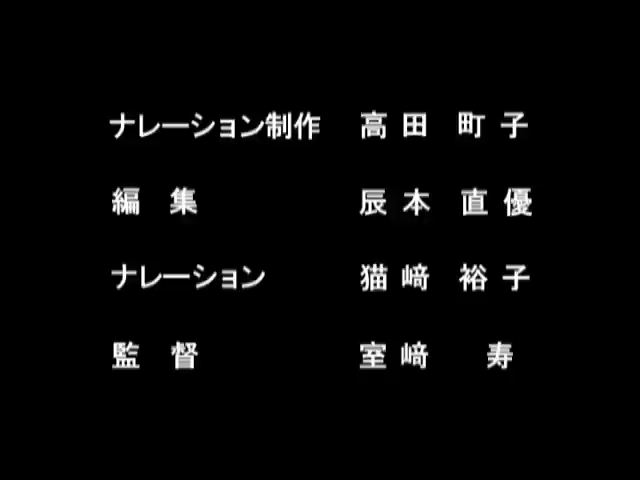 ナレーション制作 高田 町子
編集 辰本 直優
ナレーション 猫﨑 裕子
監督 室﨑 寿